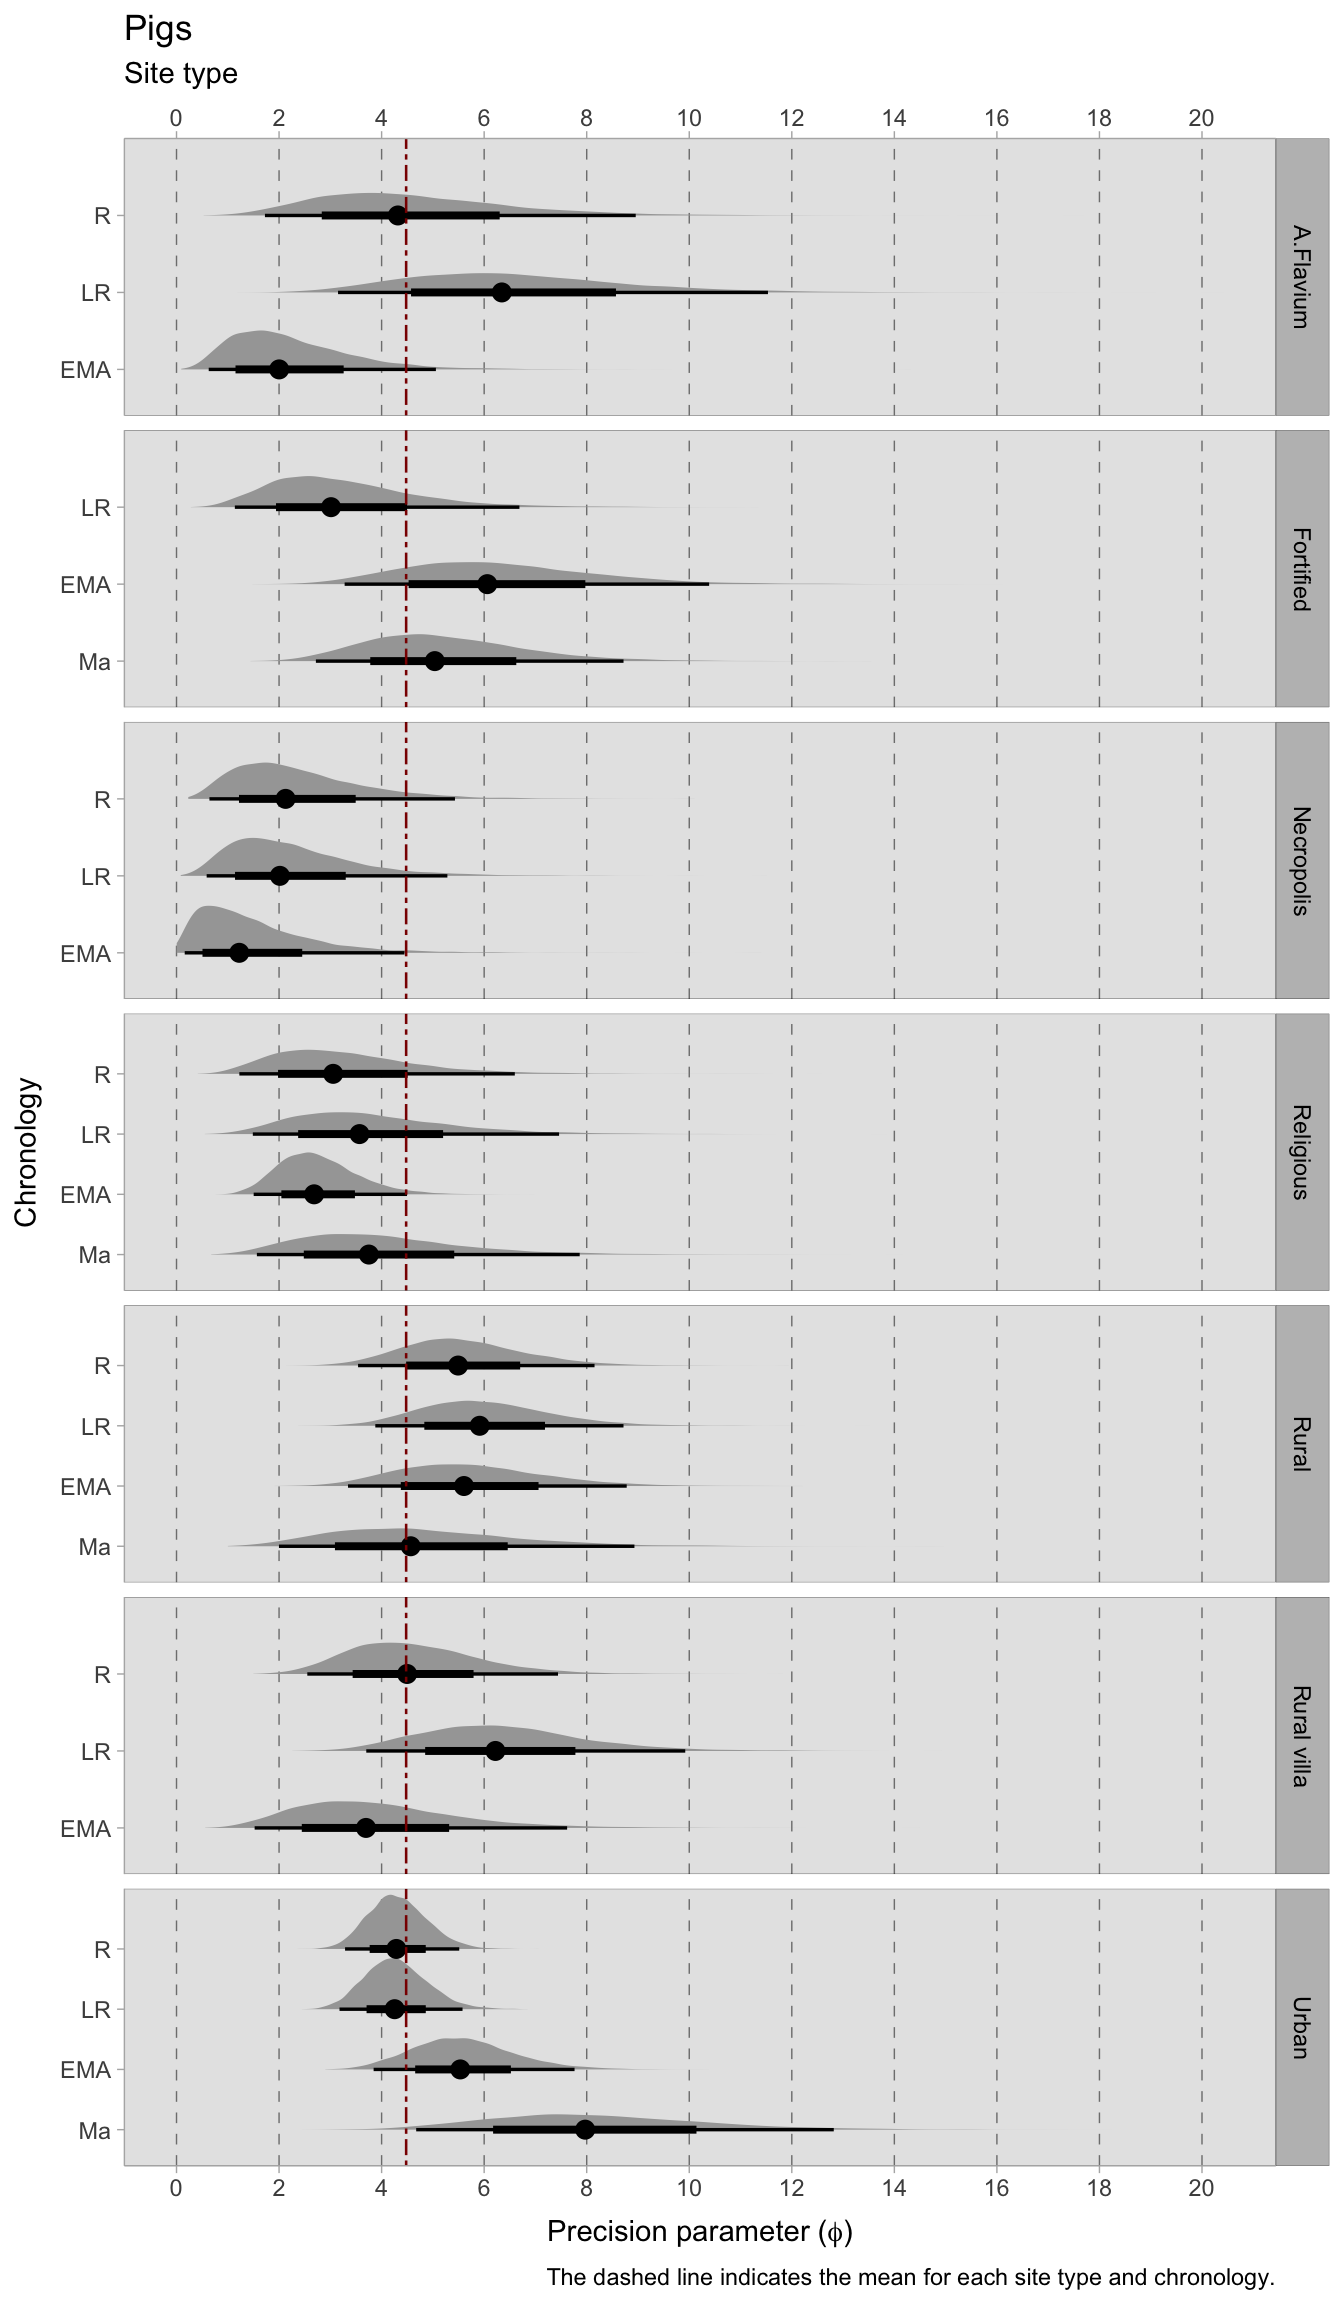 Pigs
Site type
0 2 4 6 8 10 12 14 16 18 20
R
LR
EMA
A.Flavium
LR
EMA
Ma
Fortified
R
LR
EMA
Necropolis
R
LR
EMA
Ma
Religious
R
LR
EMA
Ma
Rural
R
LR
EMA
Rural villa
R
LR
EMA
Ma
Urban
Chronology
0 2 4 6 8 10 12 14 16 18 20
Precision parameter (ϕ)
The dashed line indicates the mean for each site type and chronology.